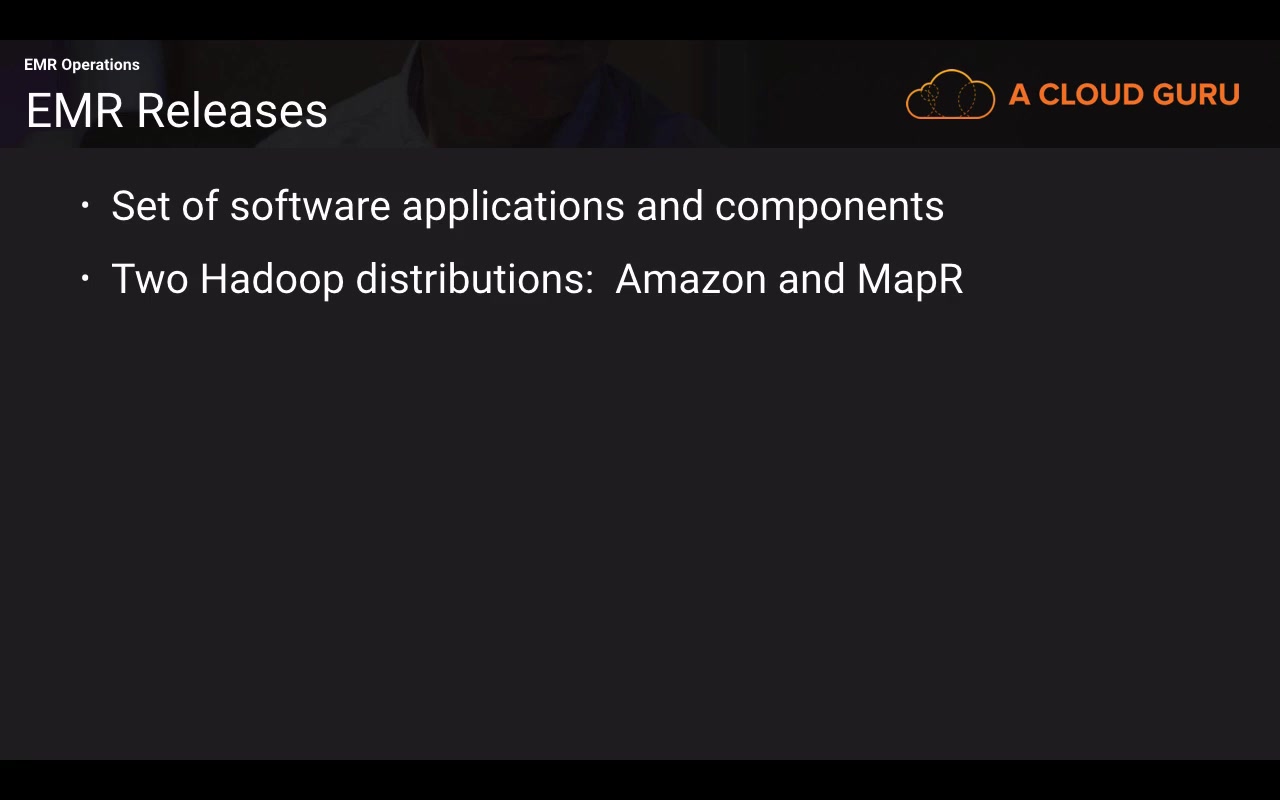 EMR Operations
EMR Releases
A CLOUD GURU
• Set of software applications and components
• Two Hadoop distributions:  Amazon and MapR